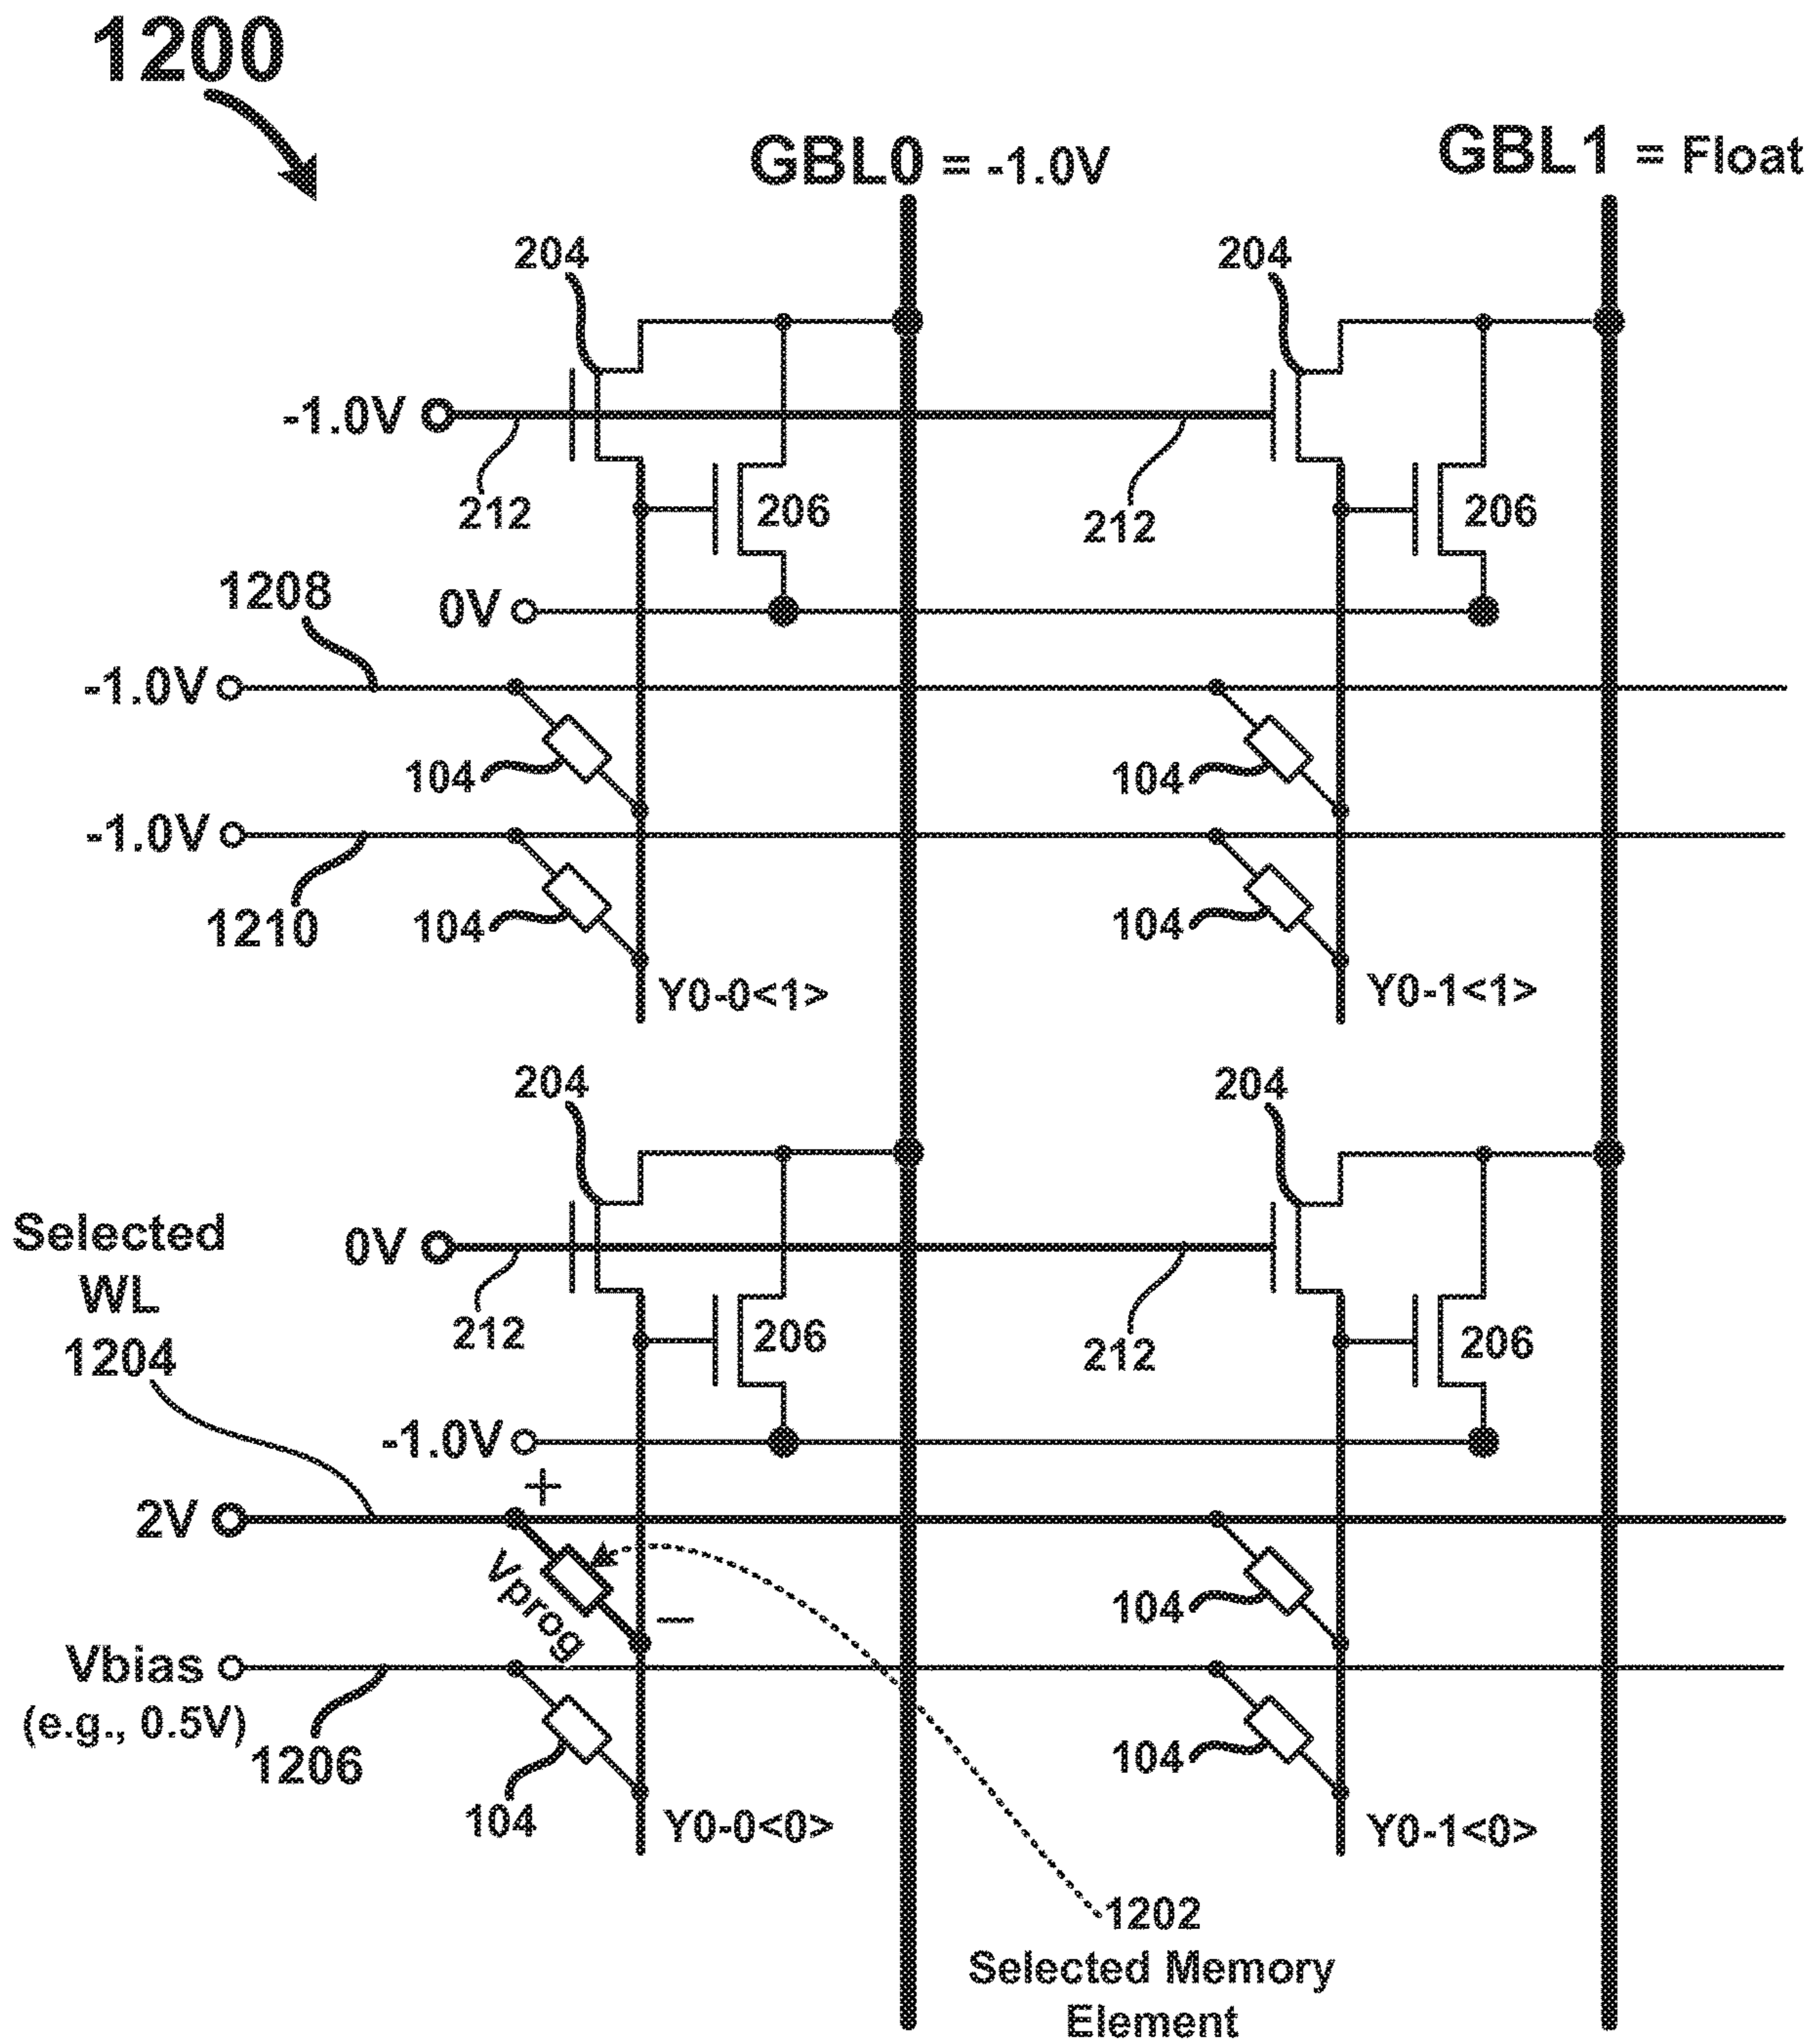 1200
GBL0 = -1.0V
GBL1 = Float
204
204
-1.0V
212
206
212
206
1208
0V
-1.0V
104
104
-1.0V
1210
104
104
Y0-0<1>
Y0-1<1>
204
204
Selected
WL
1204
0V
212
206
212
206
-1.0V
+
2V
Vprog
–
104
Vbias
(e.g., 0.5V)
1206
104
104
Y0-0<0>
Y0-1<0>
1202
Selected Memory
Element